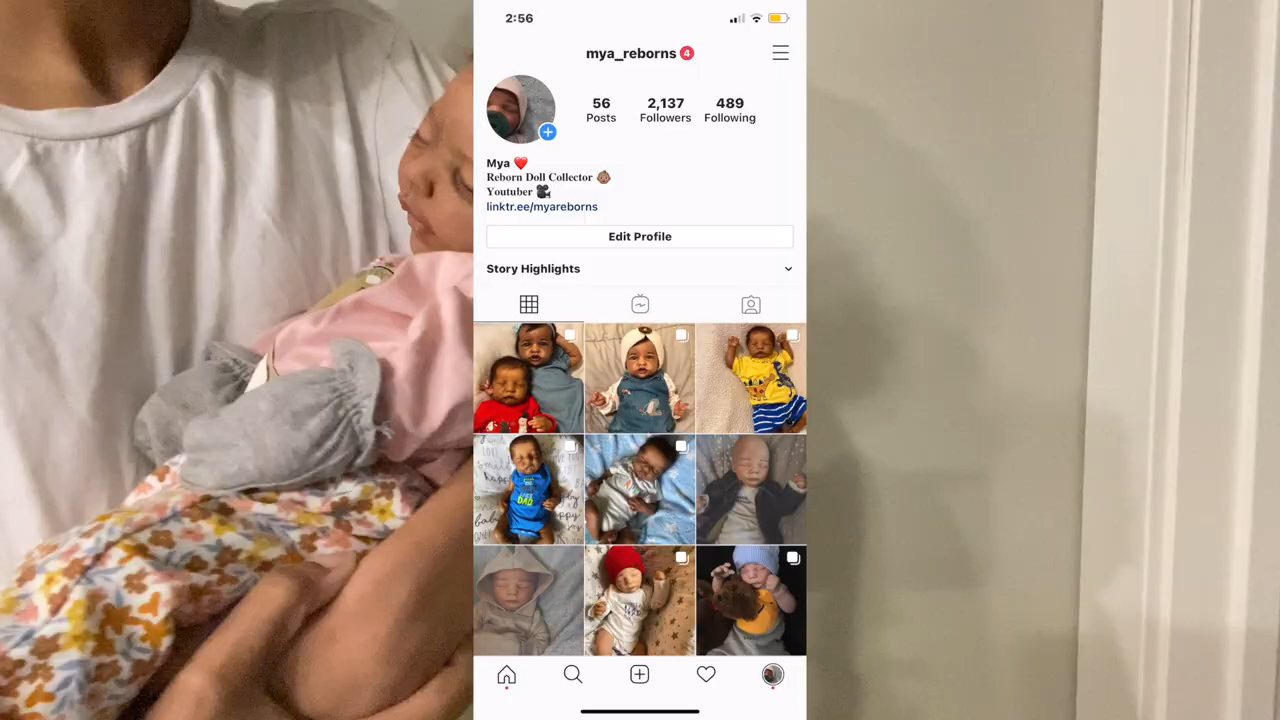 2:56
mya_reborns 4
56 2,137 489
Posts Followers Following
Mya ❤️
Reborn Doll Collector 👶🏽
Youtuber 🎥
linktr.ee/myareborns
Edit Profile
Story Highlights
DAD